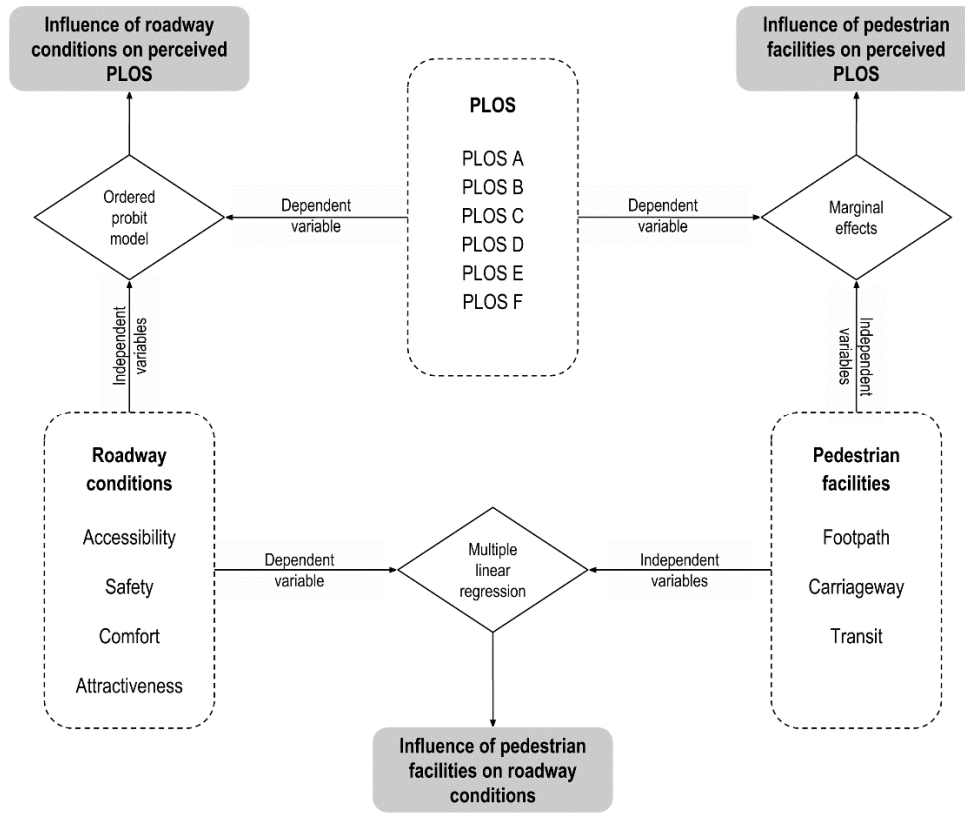 Influence of roadway
conditions on perceived
PLOS
Influence of pedestrian
facilities on perceived
PLOS
PLOS
PLOS A
PLOS B
PLOS C
PLOS D
PLOS E
PLOS F
Ordered
probit
model
Dependent
variable
Dependent
variable
Marginal
effects
Independent
variables
Independent
variables
Roadway
conditions
Accessibility
Safety
Comfort
Attractiveness
Dependent
variable
Multiple
linear
regression
Independent
variables
Pedestrian
facilities
Footpath
Carriageway
Transit
Influence of pedestrian
facilities on roadway
conditions